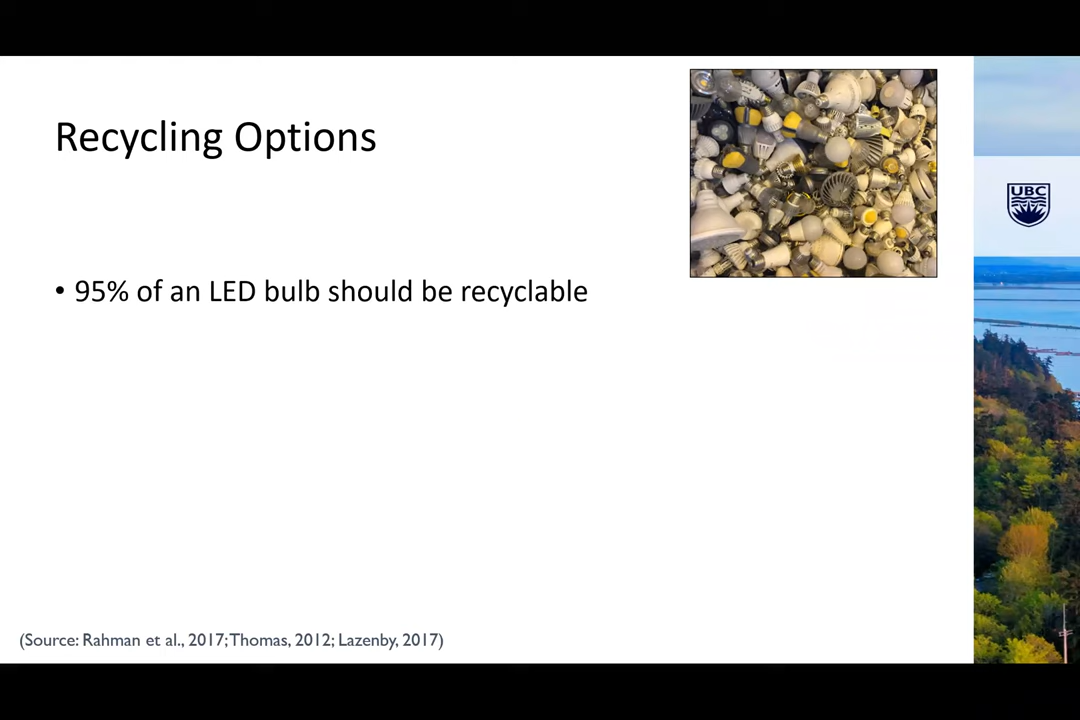 Recycling Options
UBC
• 95% of an LED bulb should be recyclable
(Source: Rahman et al., 2017;Thomas, 2012; Lazenby, 2017)